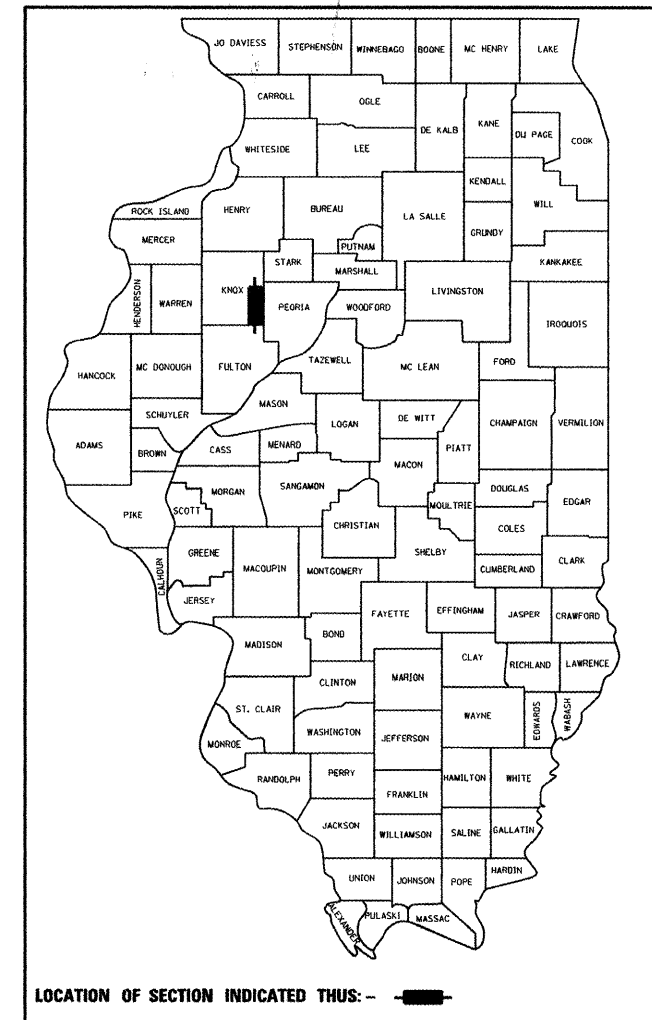 JO DAVIESS STEPHENSON WINNEBAGO BOONE MC HENRY LAKE
CARROLL OGLE DE KALB KANE DU PAGE COOK
WHITESIDE LEE KENDALL WILL
ROCK ISLAND HENRY BUREAU LA SALLE GRUNDY
MERCER PUTNAM KANKAKEE
STARK MARSHALL
HENDERSON WARREN KNOX PEORIA WOODFORD LIVINGSTON IROQUOIS
HANCOCK MC DONOUGH FULTON TAZEWELL MC LEAN FORD
MASON
SCHUYLER LOGAN DE WITT CHAMPAIGN VERMILION
ADAMS BROWN CASS MENARD PIATT
MACON
MORGAN SANGAMON DOUGLAS
PIKE SCOTT MOULTRIE EDGAR
CHRISTIAN COLES
GREENE SHELBY
CALHOUN MACOUPIN MONTGOMERY CUMBERLAND CLARK
JERSEY
FAYETTE EFFINGHAM JASPER CRAWFORD
MADISON BOND
CLAY RICHLAND LAWRENCE
CLINTON MARION
ST. CLAIR WAYNE EDWARDS WABASH
WASHINGTON JEFFERSON
MONROE
RANDOLPH PERRY HAMILTON WHITE
FRANKLIN
JACKSON WILLIAMSON SALINE GALLATIN
UNION JOHNSON POPE HARDIN
ALEXANDER PULASKI MASSAC
LOCATION OF SECTION INDICATED THUS: -